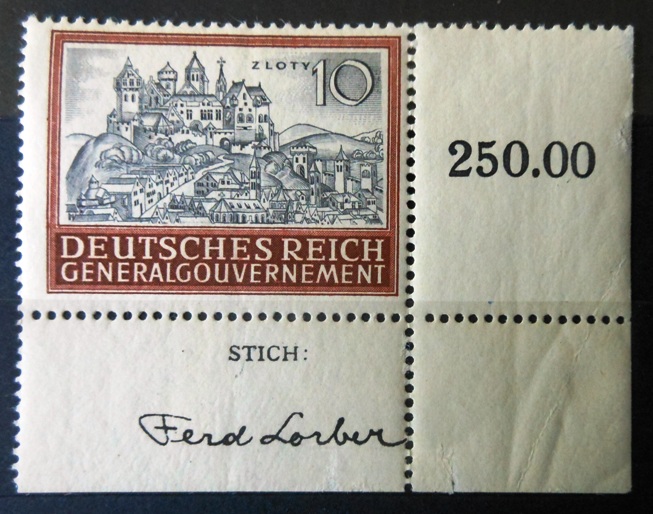 ZLOTY 10
DEUTSCHES REICH
GENERALGOUVERNEMENT
250.00
STICH:
Ferd Lorber